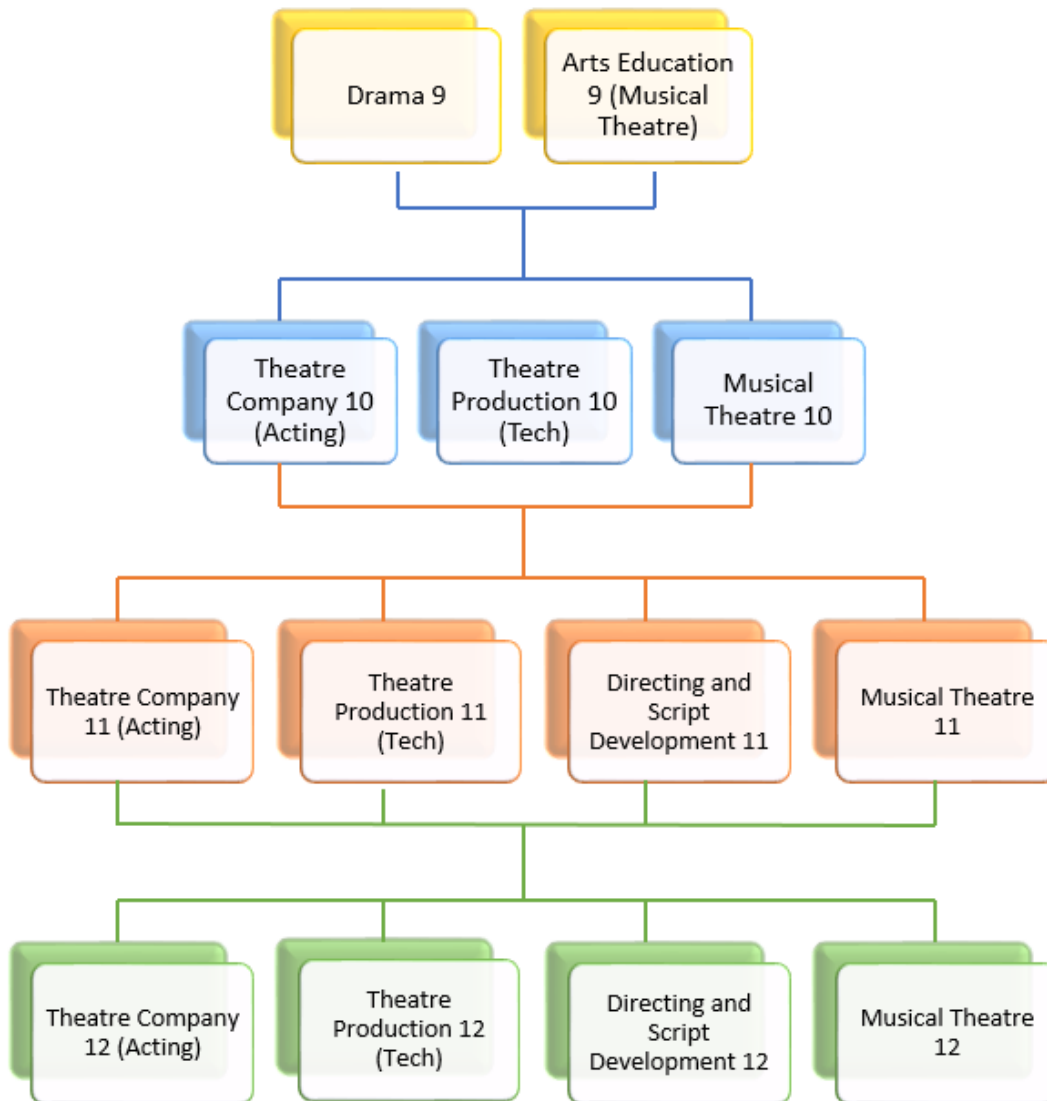 Drama 9
Arts Education
9 (Musical
Theatre)
Theatre
Company 10
(Acting)
Theatre
Production 10
(Tech)
Musical
Theatre 10
Theatre Company
11 (Acting)
Theatre
Production 11
(Tech)
Directing and
Script
Development 11
Musical Theatre
11
Theatre Company
12 (Acting)
Theatre
Production 12
(Tech)
Directing and
Script
Development 12
Musical Theatre
12